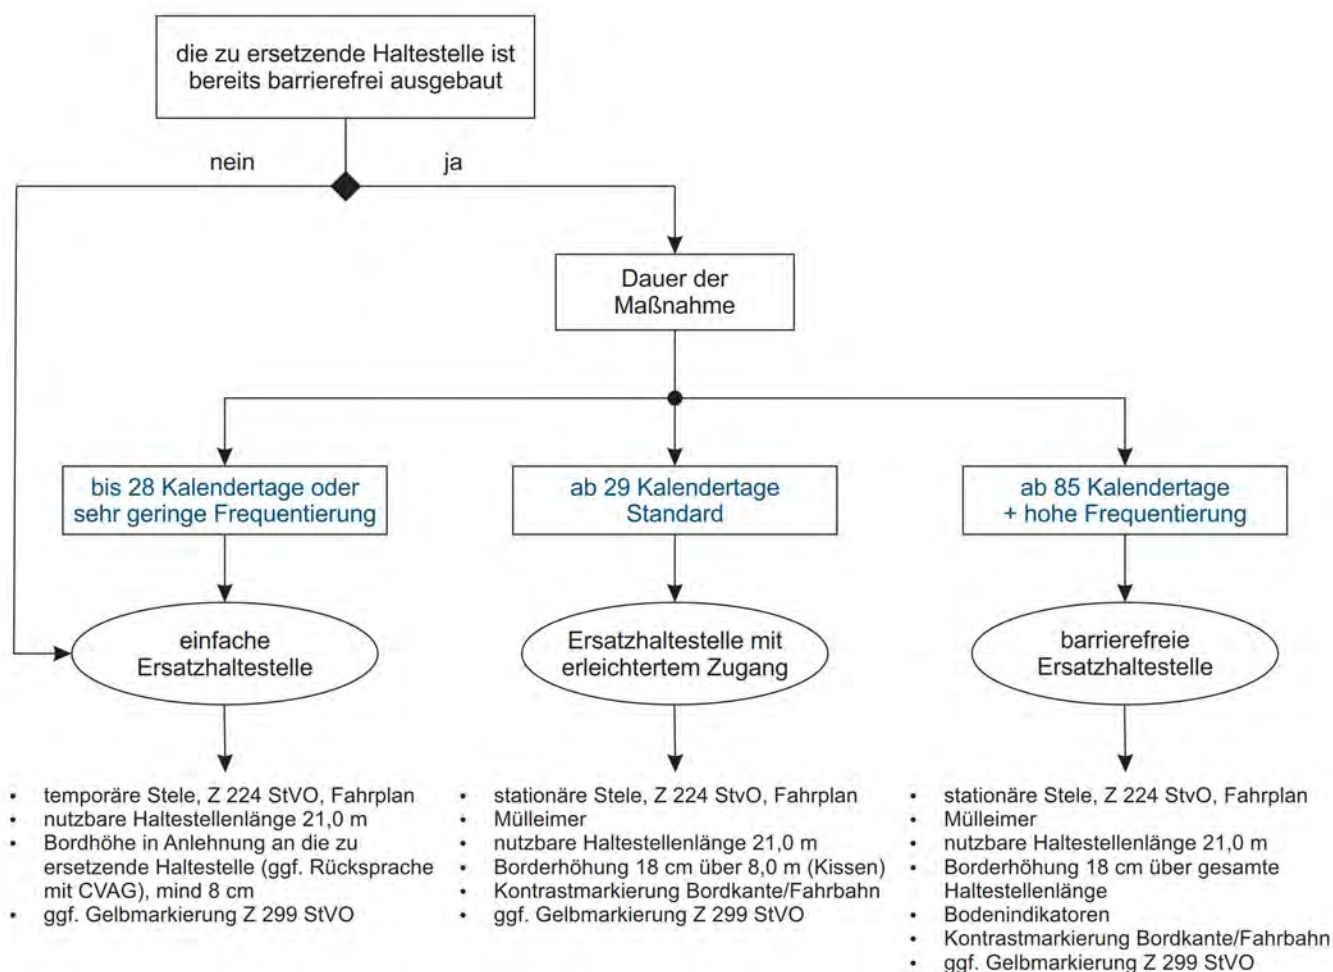 die zu ersetzende Haltestelle ist
bereits barrierefrei ausgebaut
nein
ja
Dauer der
Maßnahme
bis 28 Kalendertage oder
sehr geringe Frequentierung
ab 29 Kalendertage
Standard
ab 85 Kalendertage
+ hohe Frequentierung
einfache
Ersatzhaltestelle
Ersatzhaltestelle mit
erleichtertem Zugang
barrierefreie
Ersatzhaltestelle
• temporäre Stele, Z 224 StVO, Fahrplan
• nutzbare Haltestellenlänge 21,0 m
• Bordhöhe in Anlehnung an die zu
ersetzende Haltestelle (ggf. Rücksprache
mit CVAG), mind 8 cm
• ggf. Gelbmarkierung Z 299 StVO
• stationäre Stele, Z 224 StvO, Fahrplan
• Mülleimer
• nutzbare Haltestellenlänge 21,0 m
• Borderhöhung 18 cm über 8,0 m (Kissen)
• Kontrastmarkierung Bordkante/Fahrbahn
• ggf. Gelbmarkierung Z 299 StVO
• stationäre Stele, Z 224 StvO, Fahrplan
• Mülleimer
• nutzbare Haltestellenlänge 21,0 m
• Borderhöhung 18 cm über gesamte
Haltestellenlänge
• Bodenindikatoren
• Kontrastmarkierung Bordkante/Fahrbahn
• ggf. Gelbmarkierung Z 299 StVO